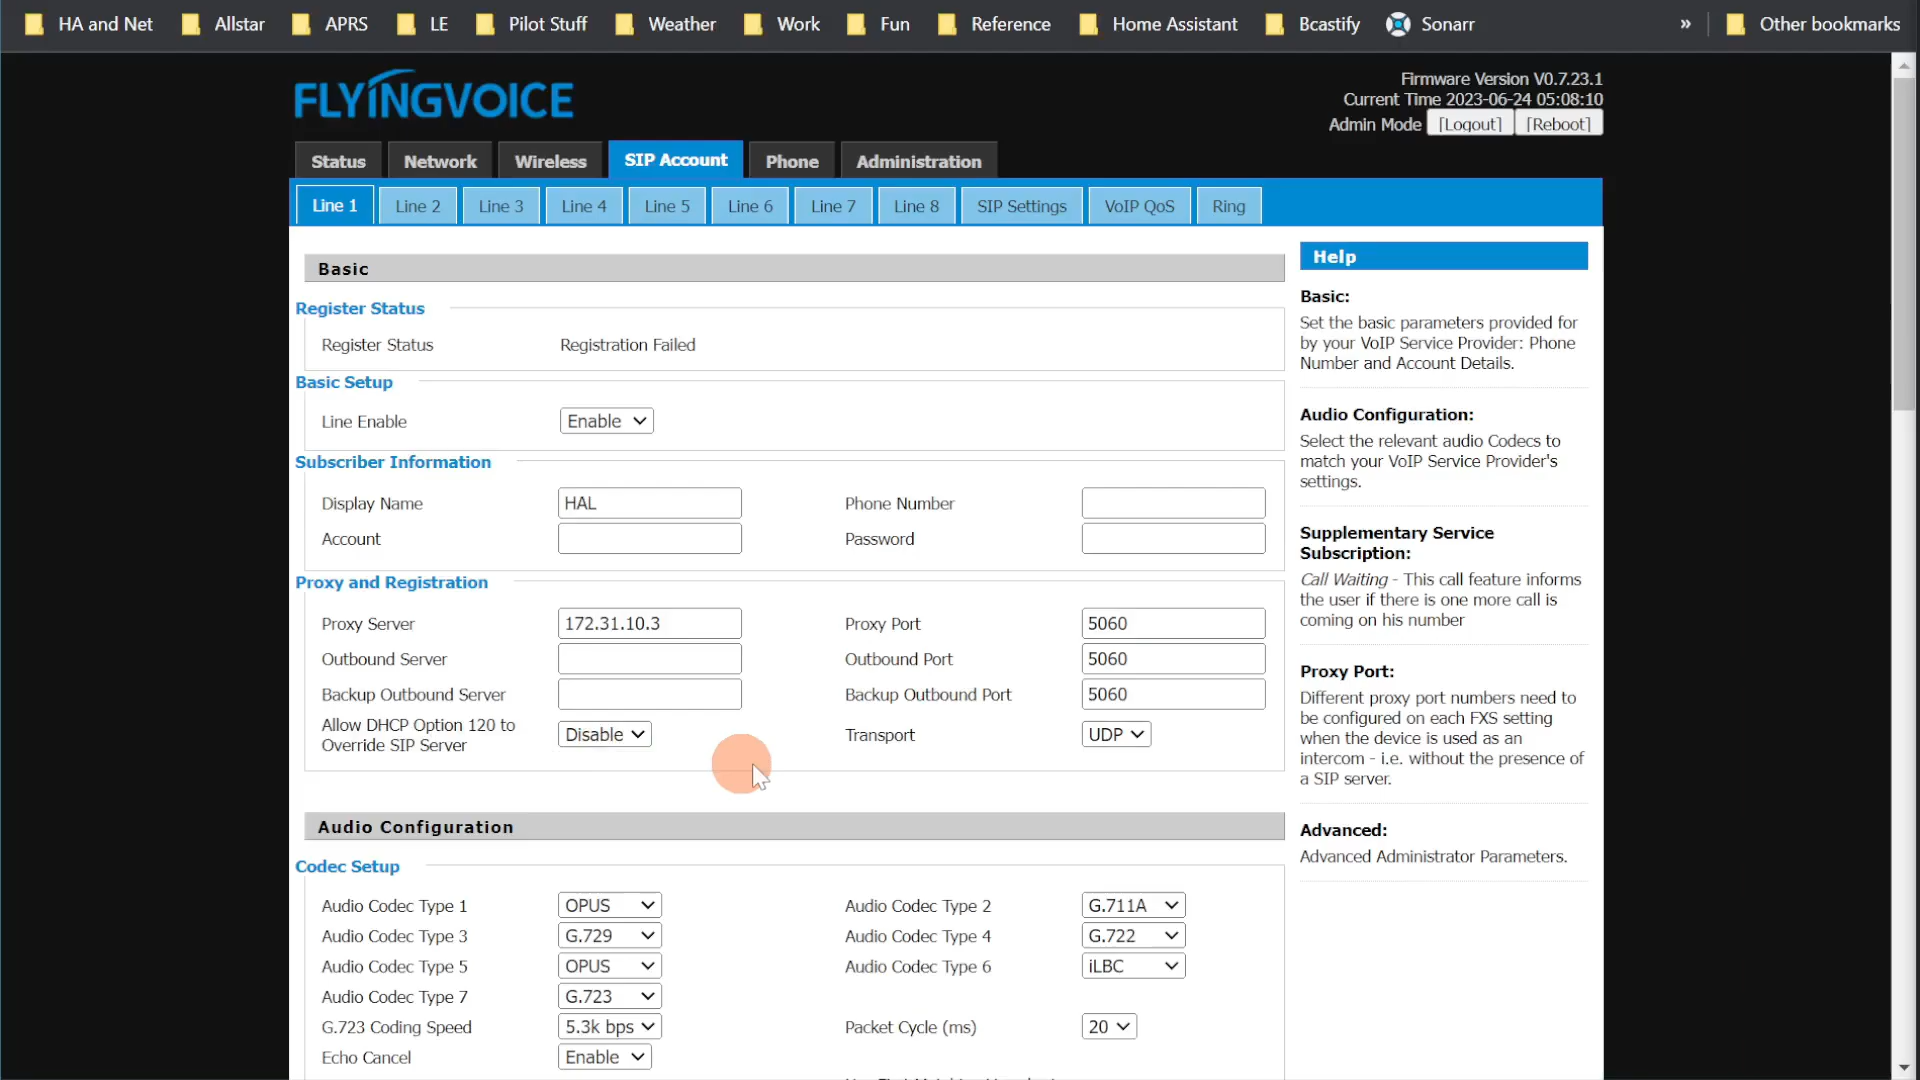 HA and Net Allstar APRS LE Pilot Stuff Weather Work Fun Reference Home Assistant Bcastify Sonarr » Other bookmarks
FLYINGVOICE
Firmware Version V0.7.23.1
Current Time 2023-06-24 05:08:10
Admin Mode [Logout] [Reboot]
Status Network Wireless SIP Account Phone Administration
Line 1 Line 2 Line 3 Line 4 Line 5 Line 6 Line 7 Line 8 SIP Settings VoIP QoS Ring
Basic
Register Status
Register Status Registration Failed
Basic Setup
Line Enable Enable
Subscriber Information
Display Name HAL Phone Number
Account Password
Proxy and Registration
Proxy Server 172.31.10.3 Proxy Port 5060
Outbound Server Outbound Port 5060
Backup Outbound Server Backup Outbound Port 5060
Allow DHCP Option 120 to
Override SIP Server Disable Transport UDP
Audio Configuration
Codec Setup
Audio Codec Type 1 OPUS Audio Codec Type 2 G.711A
Audio Codec Type 3 G.729 Audio Codec Type 4 G.722
Audio Codec Type 5 OPUS Audio Codec Type 6 iLBC
Audio Codec Type 7 G.723
G.723 Coding Speed 5.3k bps Packet Cycle (ms) 20
Echo Cancel Enable
Help
Basic:
Set the basic parameters provided for
by your VoIP Service Provider: Phone
Number and Account Details.
Audio Configuration:
Select the relevant audio Codecs to
match your VoIP Service Provider's
settings.
Supplementary Service
Subscription:
Call Waiting - This call feature informs
the user if there is one more call is
coming on his number
Proxy Port:
Different proxy port numbers need to
be configured on each FXS setting
when the device is used as an
intercom - i.e. without the presence of
a SIP server.
Advanced:
Advanced Administrator Parameters.